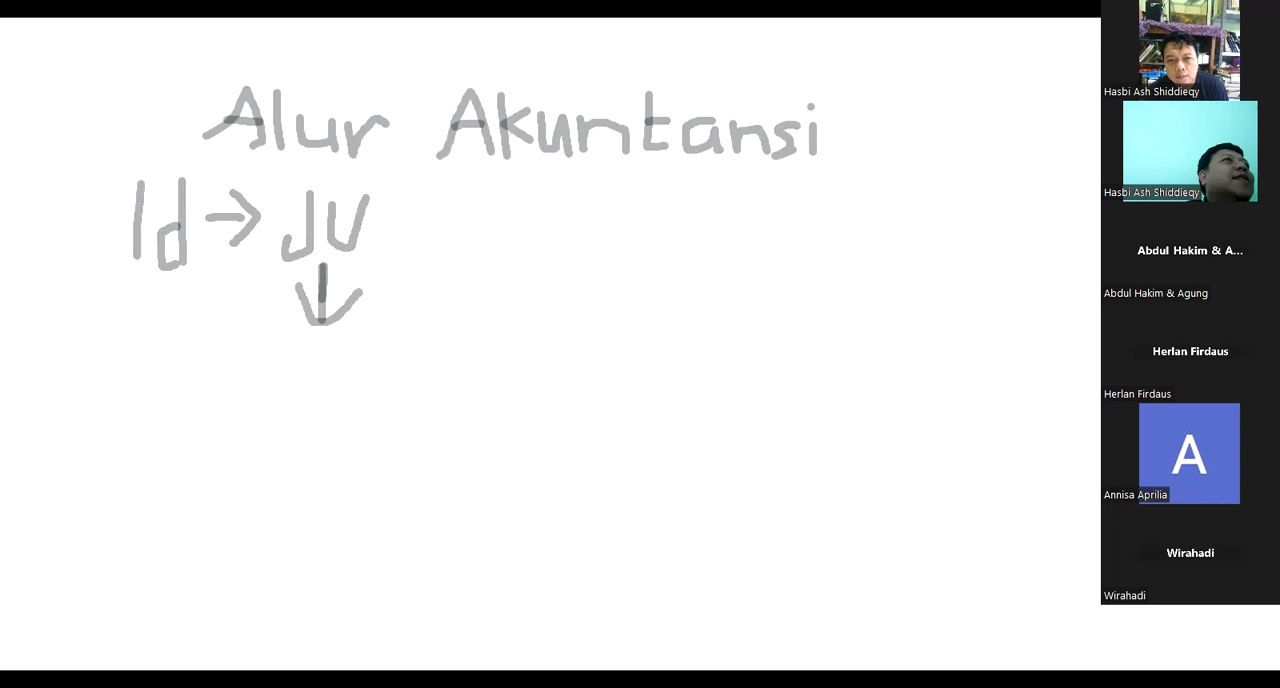 Alur Akuntansi
Id → JU
↓
Hasbi Ash Shiddieqy
Hasbi Ash Shiddieqy
Abdul Hakim & A...
Abdul Hakim & Agung
Herlan Firdaus
Herlan Firdaus
A
Annisa Aprilia
Wirahadi
Wirahadi